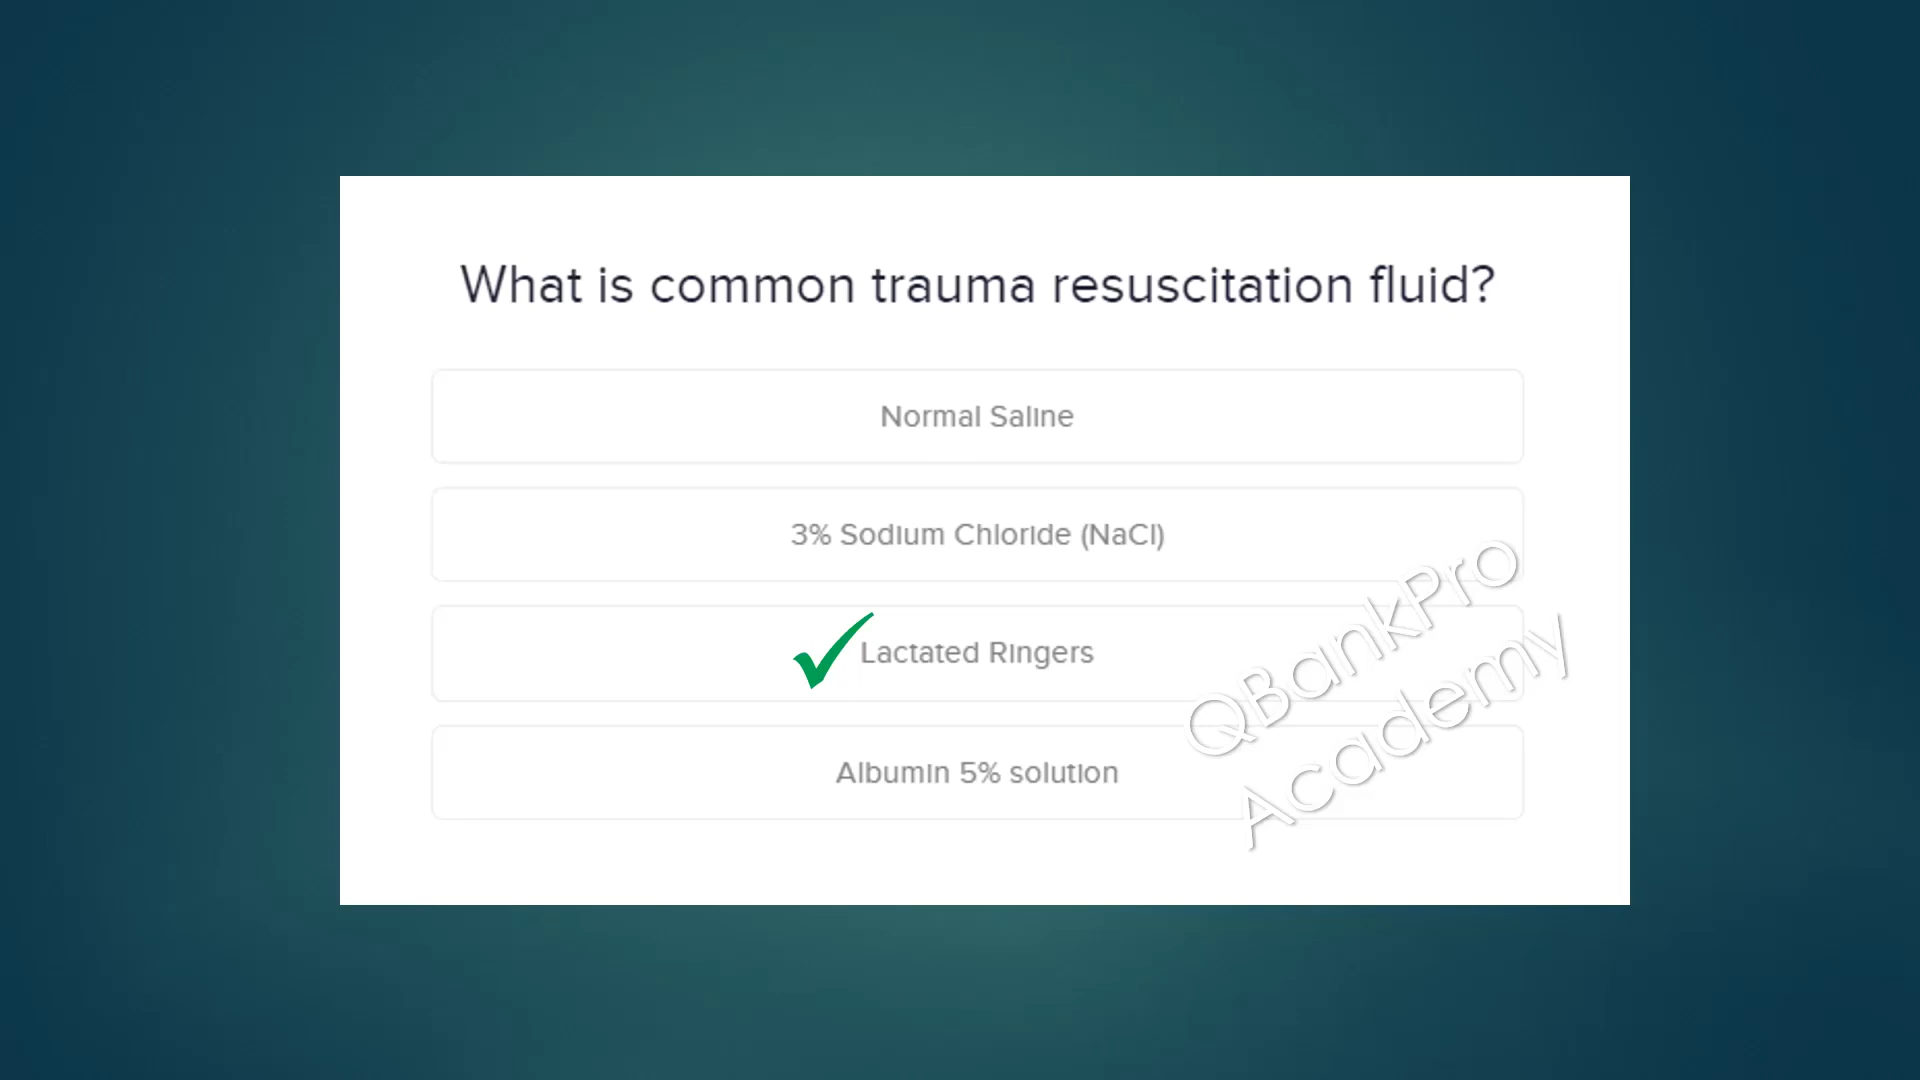 What is common trauma resuscitation fluid?
Normal Saline
3% Sodium Chloride (NaCl)
Lactated Ringers
Albumin 5% solution
QBankPro
Academy